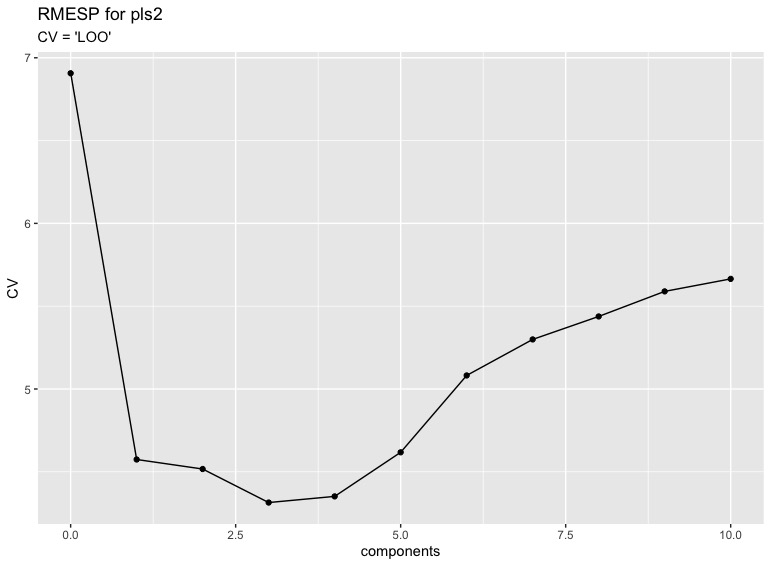 RMESP for pls2
CV = 'LOO'
7
6
5
CV
0.0 2.5 5.0 7.5 10.0
components